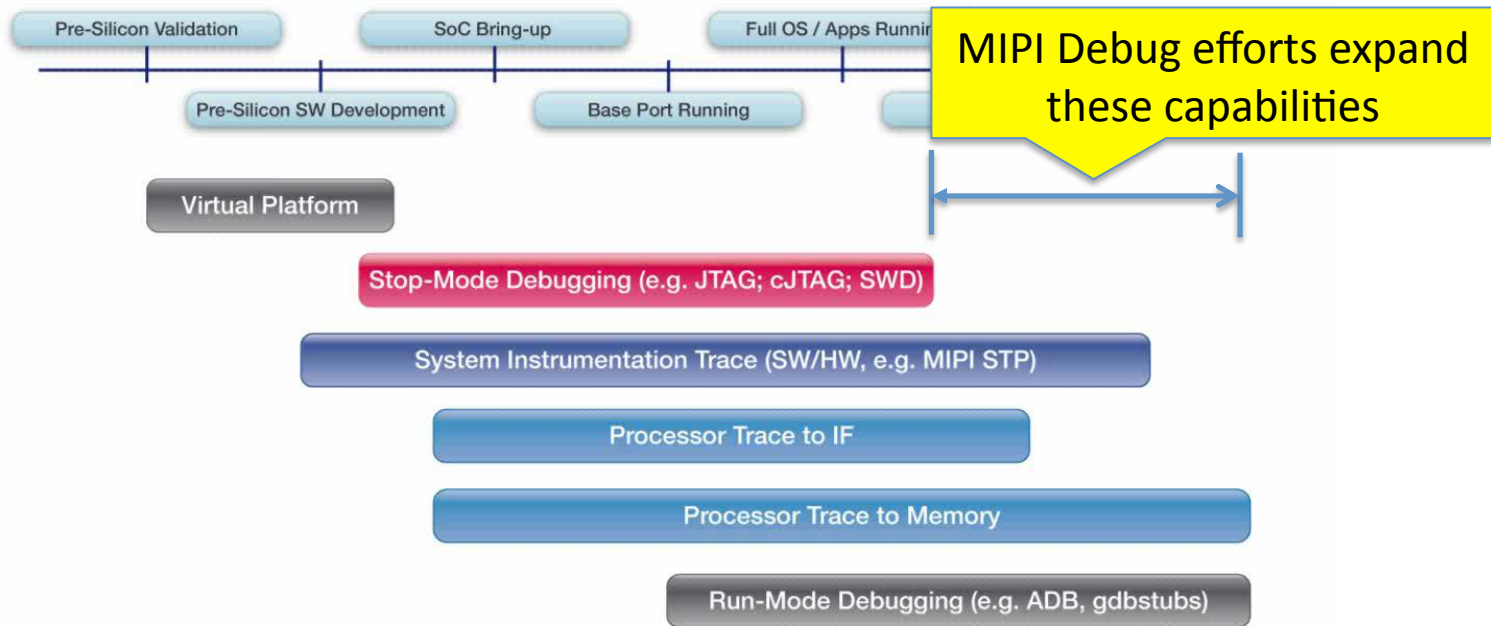 Pre-Silicon Validation
SoC Bring-up
Full OS / Apps
MIPI Debug efforts expand
these capabilities
Pre-Silicon SW Development
Base Port Running
Virtual Platform
Stop-Mode Debugging (e.g. JTAG; cJTAG; SWD)
System Instrumentation Trace (SW/HW, e.g. MIPI STP)
Processor Trace to IF
Processor Trace to Memory
Run-Mode Debugging (e.g. ADB, gdbstubs)